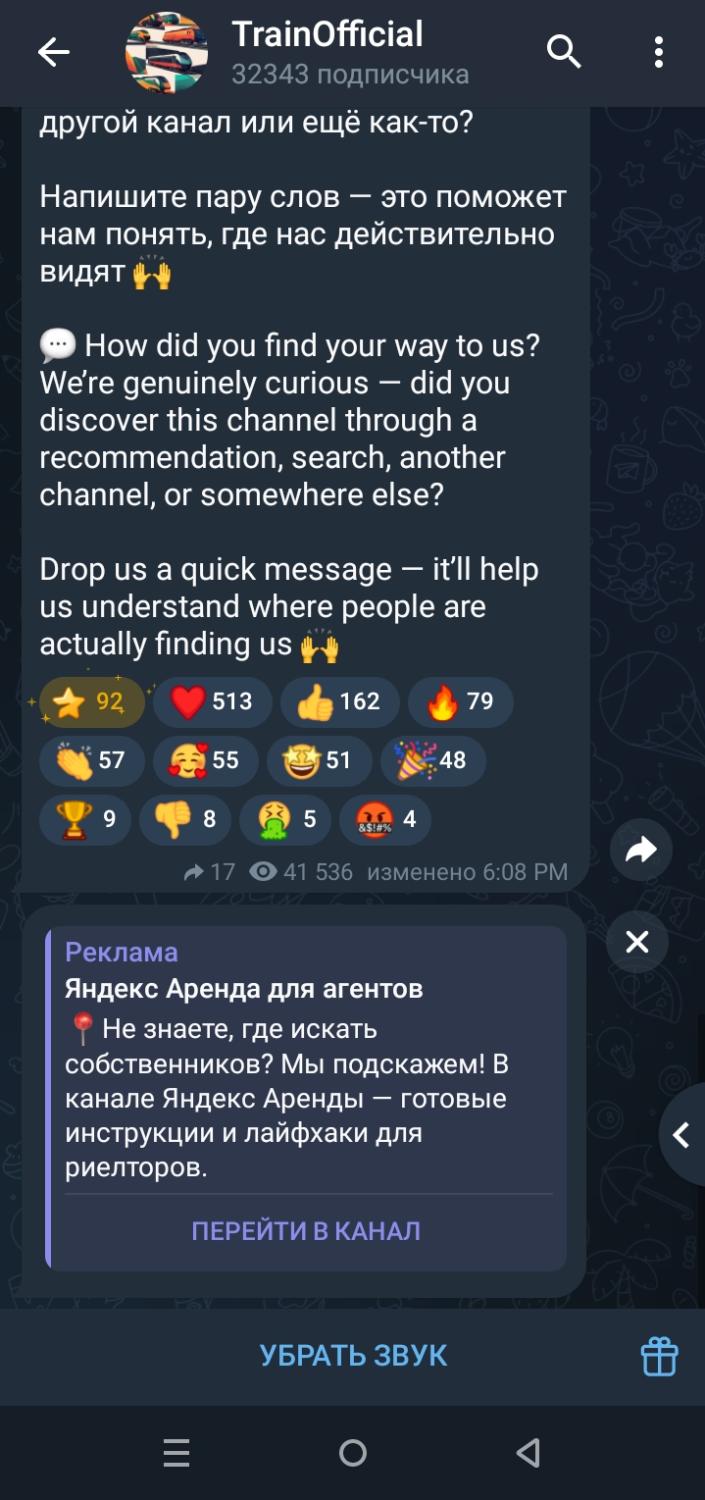 TrainOfficial
32343 подписчика
другой канал или ещё как-то?
Напишите пару слов — это поможет
нам понять, где нас действительно
видят 🙌
💬 How did you find your way to us?
We’re genuinely curious — did you
discover this channel through a
recommendation, search, another
channel, or somewhere else?
Drop us a quick message — it’ll help
us understand where people are
actually finding us 🙌
⭐ 92 ❤️ 513 👍 162 🔥 79
👏 57 🥰 55 🤩 51 🎉 48
🏆 9 👎 8 🤮 5 🤬 4
17 41 536 изменено 6:08 PM
Реклама
Яндекс Аренда для агентов
📍 Не знаете, где искать
собственников? Мы подскажем! В
канале Яндекс Аренды — готовые
инструкции и лайфхаки для
риелторов.
ПЕРЕЙТИ В КАНАЛ
УБРАТЬ ЗВУК